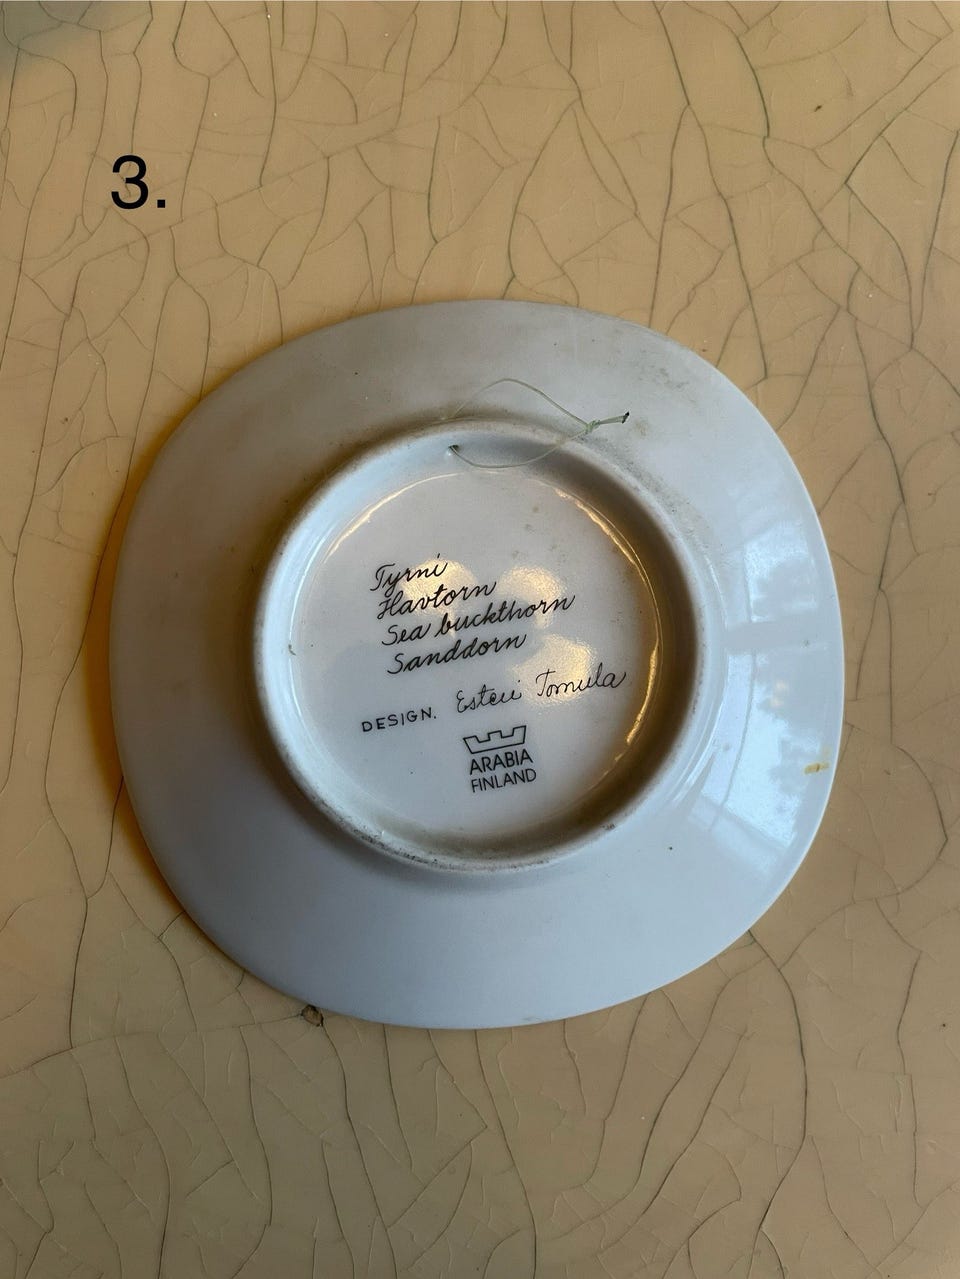 3.
Tyrni
Havtorn
Sea buckthorn
Sanddorn
DESIGN. Esteri Tomula
ARABIA
FINLAND